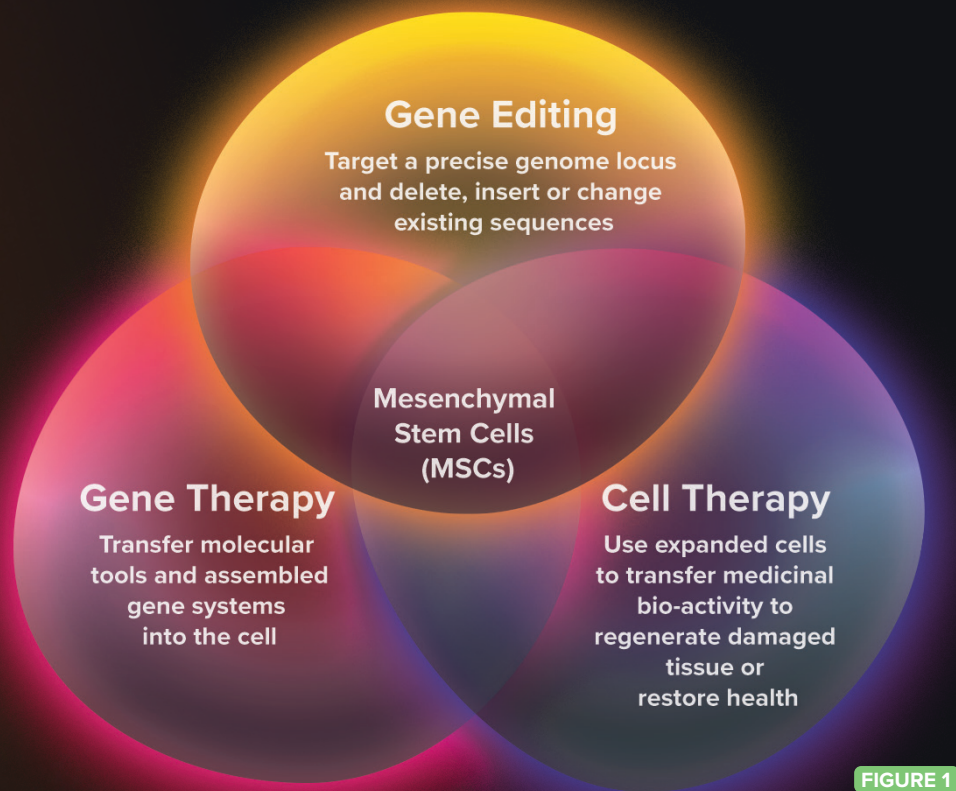 Gene Editing
Target a precise genome locus
and delete, insert or change
existing sequences
Mesenchymal
Stem Cells
(MSCs)
Gene Therapy
Transfer molecular
tools and assembled
gene systems
into the cell
Cell Therapy
Use expanded cells
to transfer medicinal
bio-activity to
regenerate damaged
tissue or
restore health
FIGURE 1